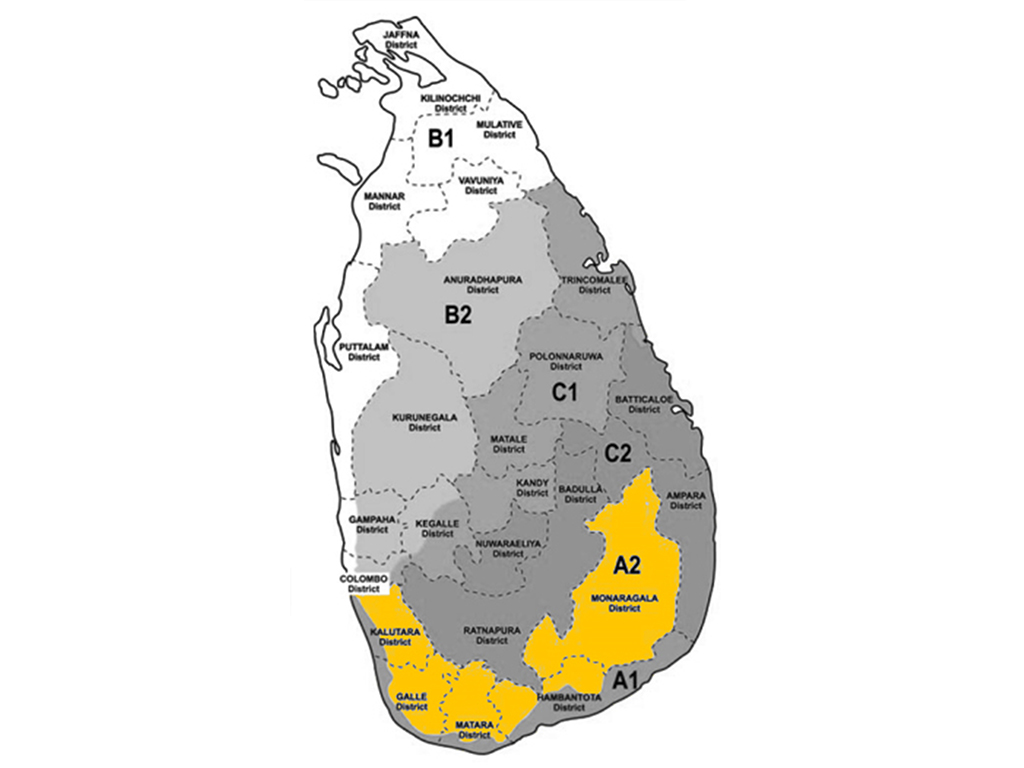 JAFFNA
District
KILINOCHCHI
District
MULATIVE
District
B1
VAVUNIYA
District
MANNAR
District
ANURADHAPURA
District
TRINCOMALEE
District
B2
PUTTALAM
District
POLONNARUWA
District
C1
BATTICALOE
District
KURUNEGALA
District
MATALE
District
C2
KANDY
District
BADULLA
District
AMPARA
District
GAMPAHA
District
KEGALLE
District
NUWARAELIYA
District
A2
COLOMBO
District
MONARAGALA
District
KALUTARA
District
RATNAPURA
District
A1
GALLE
District
HAMBANTOTA
District
MATARA
District